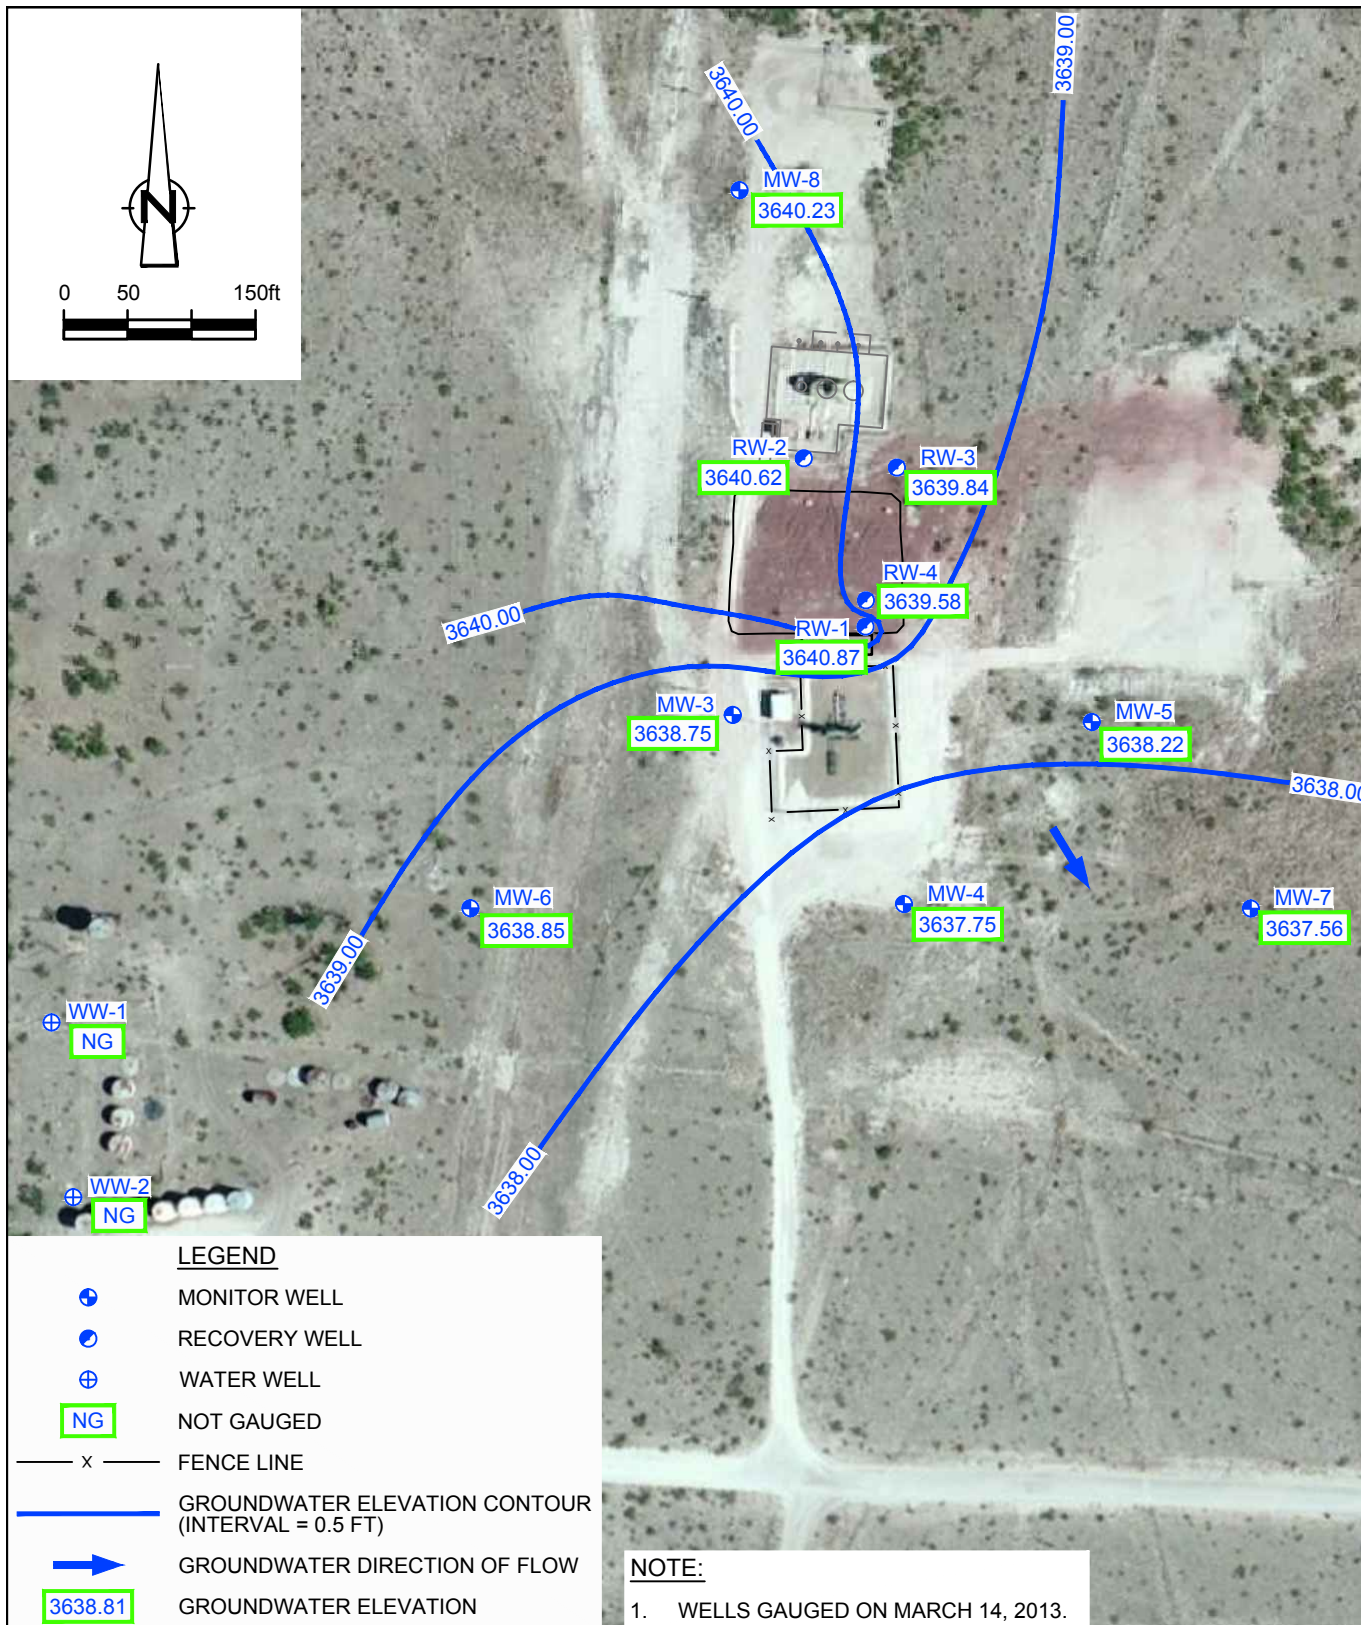 3640.00
3639.00
N
0 50 150ft
MW-8
3640.23
RW-2
3640.62
RW-3
3639.84
RW-4
3639.58
3640.00
RW-1
3640.87
MW-3
3638.75
MW-5
3638.22
3638.00
MW-6
3638.85
MW-4
3637.75
MW-7
3637.56
3639.00
WW-1
NG
3638.00
WW-2
NG
x
x
x
x
x
x
x
LEGEND
MONITOR WELL
RECOVERY WELL
WATER WELL
NG NOT GAUGED
x FENCE LINE
GROUNDWATER ELEVATION CONTOUR
(INTERVAL = 0.5 FT)
GROUNDWATER DIRECTION OF FLOW
3638.81 GROUNDWATER ELEVATION
NOTE:
1. WELLS GAUGED ON MARCH 14, 2013.